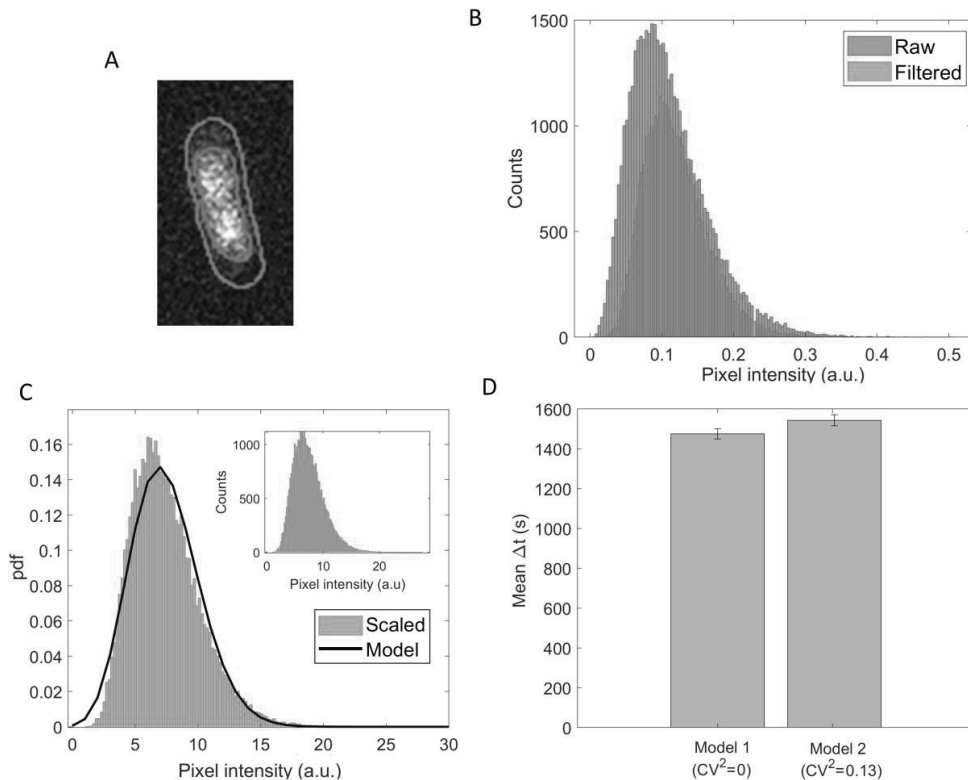 A
B
1500
1000
500
0
Counts
Raw
Filtered
0
0.1
0.2
0.3
0.4
0.5
Pixel intensity (a.u.)
C
0.16
0.14
0.12
0.1
0.08
0.06
0.04
0.02
0
pdf
1000
500
0
Counts
0
10
20
Pixel intensity (a.u)
Scaled
Model
0
5
10
15
20
25
30
Pixel intensity (a.u.)
D
1600
1400
1200
1000
800
600
400
200
0
Mean Δt (s)
Model 1
(CV²=0)
Model 2
(CV²=0.13)